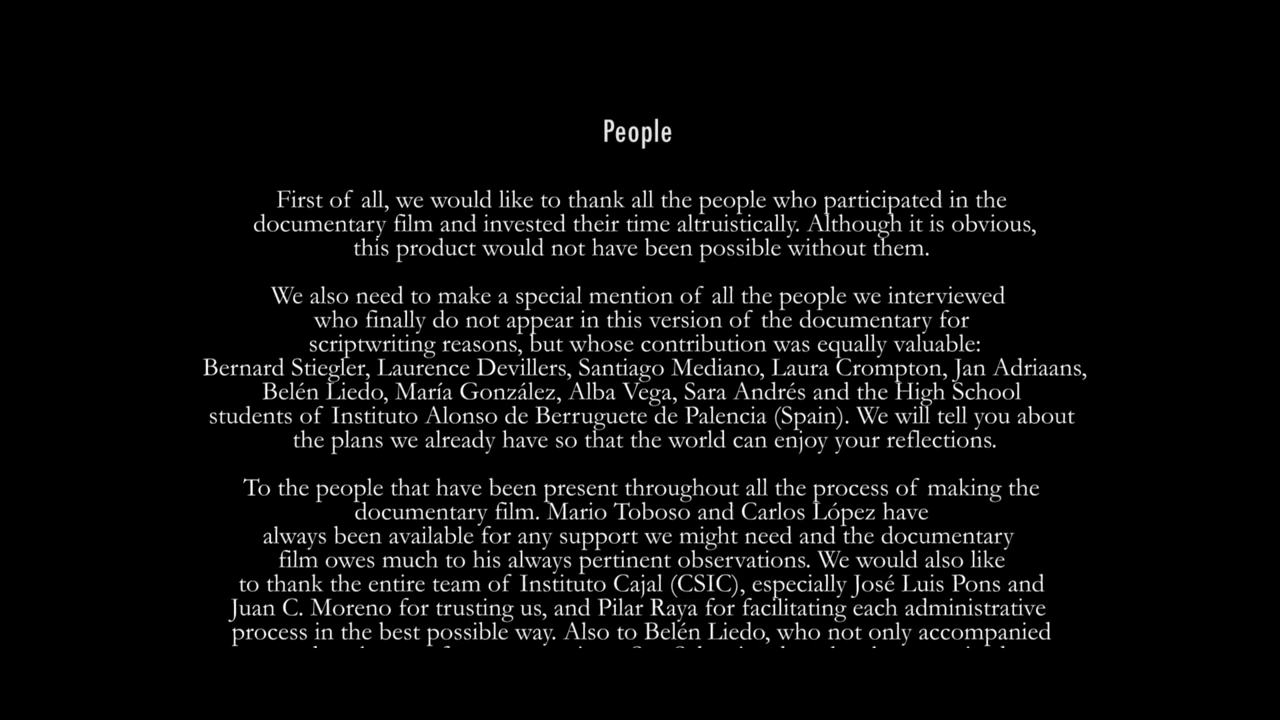 People
First of all, we would like to thank all the people who participated in the
documentary film and invested their time altruistically. Although it is obvious,
this product would not have been possible without them.
We also need to make a special mention of all the people we interviewed
who finally do not appear in this version of the documentary for
scriptwriting reasons, but whose contribution was equally valuable:
Bernard Stiegler, Laurence Devillers, Santiago Mediano, Laura Crompton, Jan Adriaans,
Belén Liedo, María González, Alba Vega, Sara Andrés and the High School
students of Instituto Alonso de Berruguete de Palencia (Spain). We will tell you about
the plans we already have so that the world can enjoy your reflections.
To the people that have been present throughout all the process of making the
documentary film. Mario Toboso and Carlos López have
always been available for any support we might need and the documentary
film owes much to his always pertinent observations. We would also like
to thank the entire team of Instituto Cajal (CSIC), especially José Luis Pons and
Juan C. Moreno for trusting us, and Pilar Raya for facilitating each administrative
process in the best possible way. Also to Belén Liedo, who not only accompanied